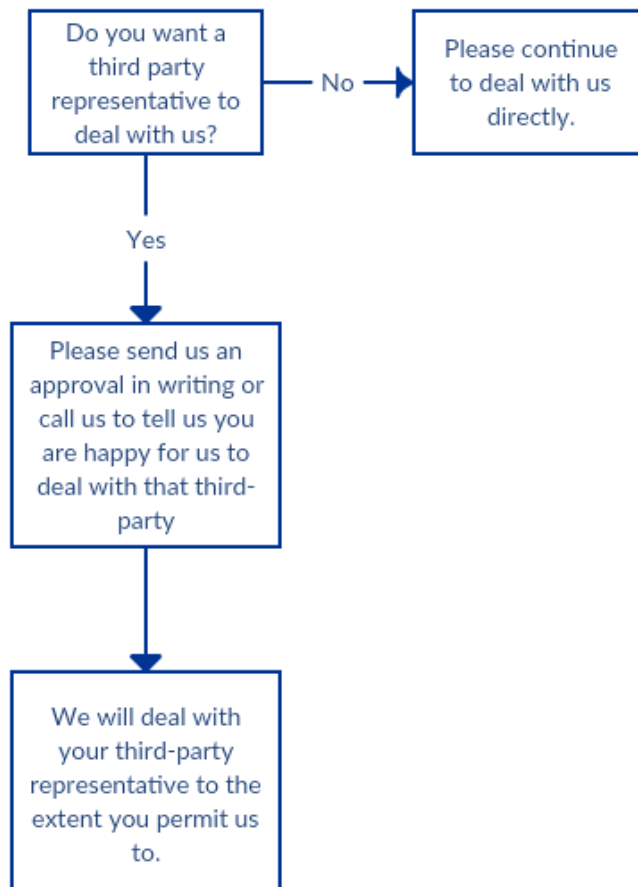 Do you want a
third party
representative to
deal with us?
No
Please continue
to deal with us
directly.
Yes
Please send us an
approval in writing or
call us to tell us you
are happy for us to
deal with that third-
party
We will deal with
your third-party
representative to the
extent you permit us
to.